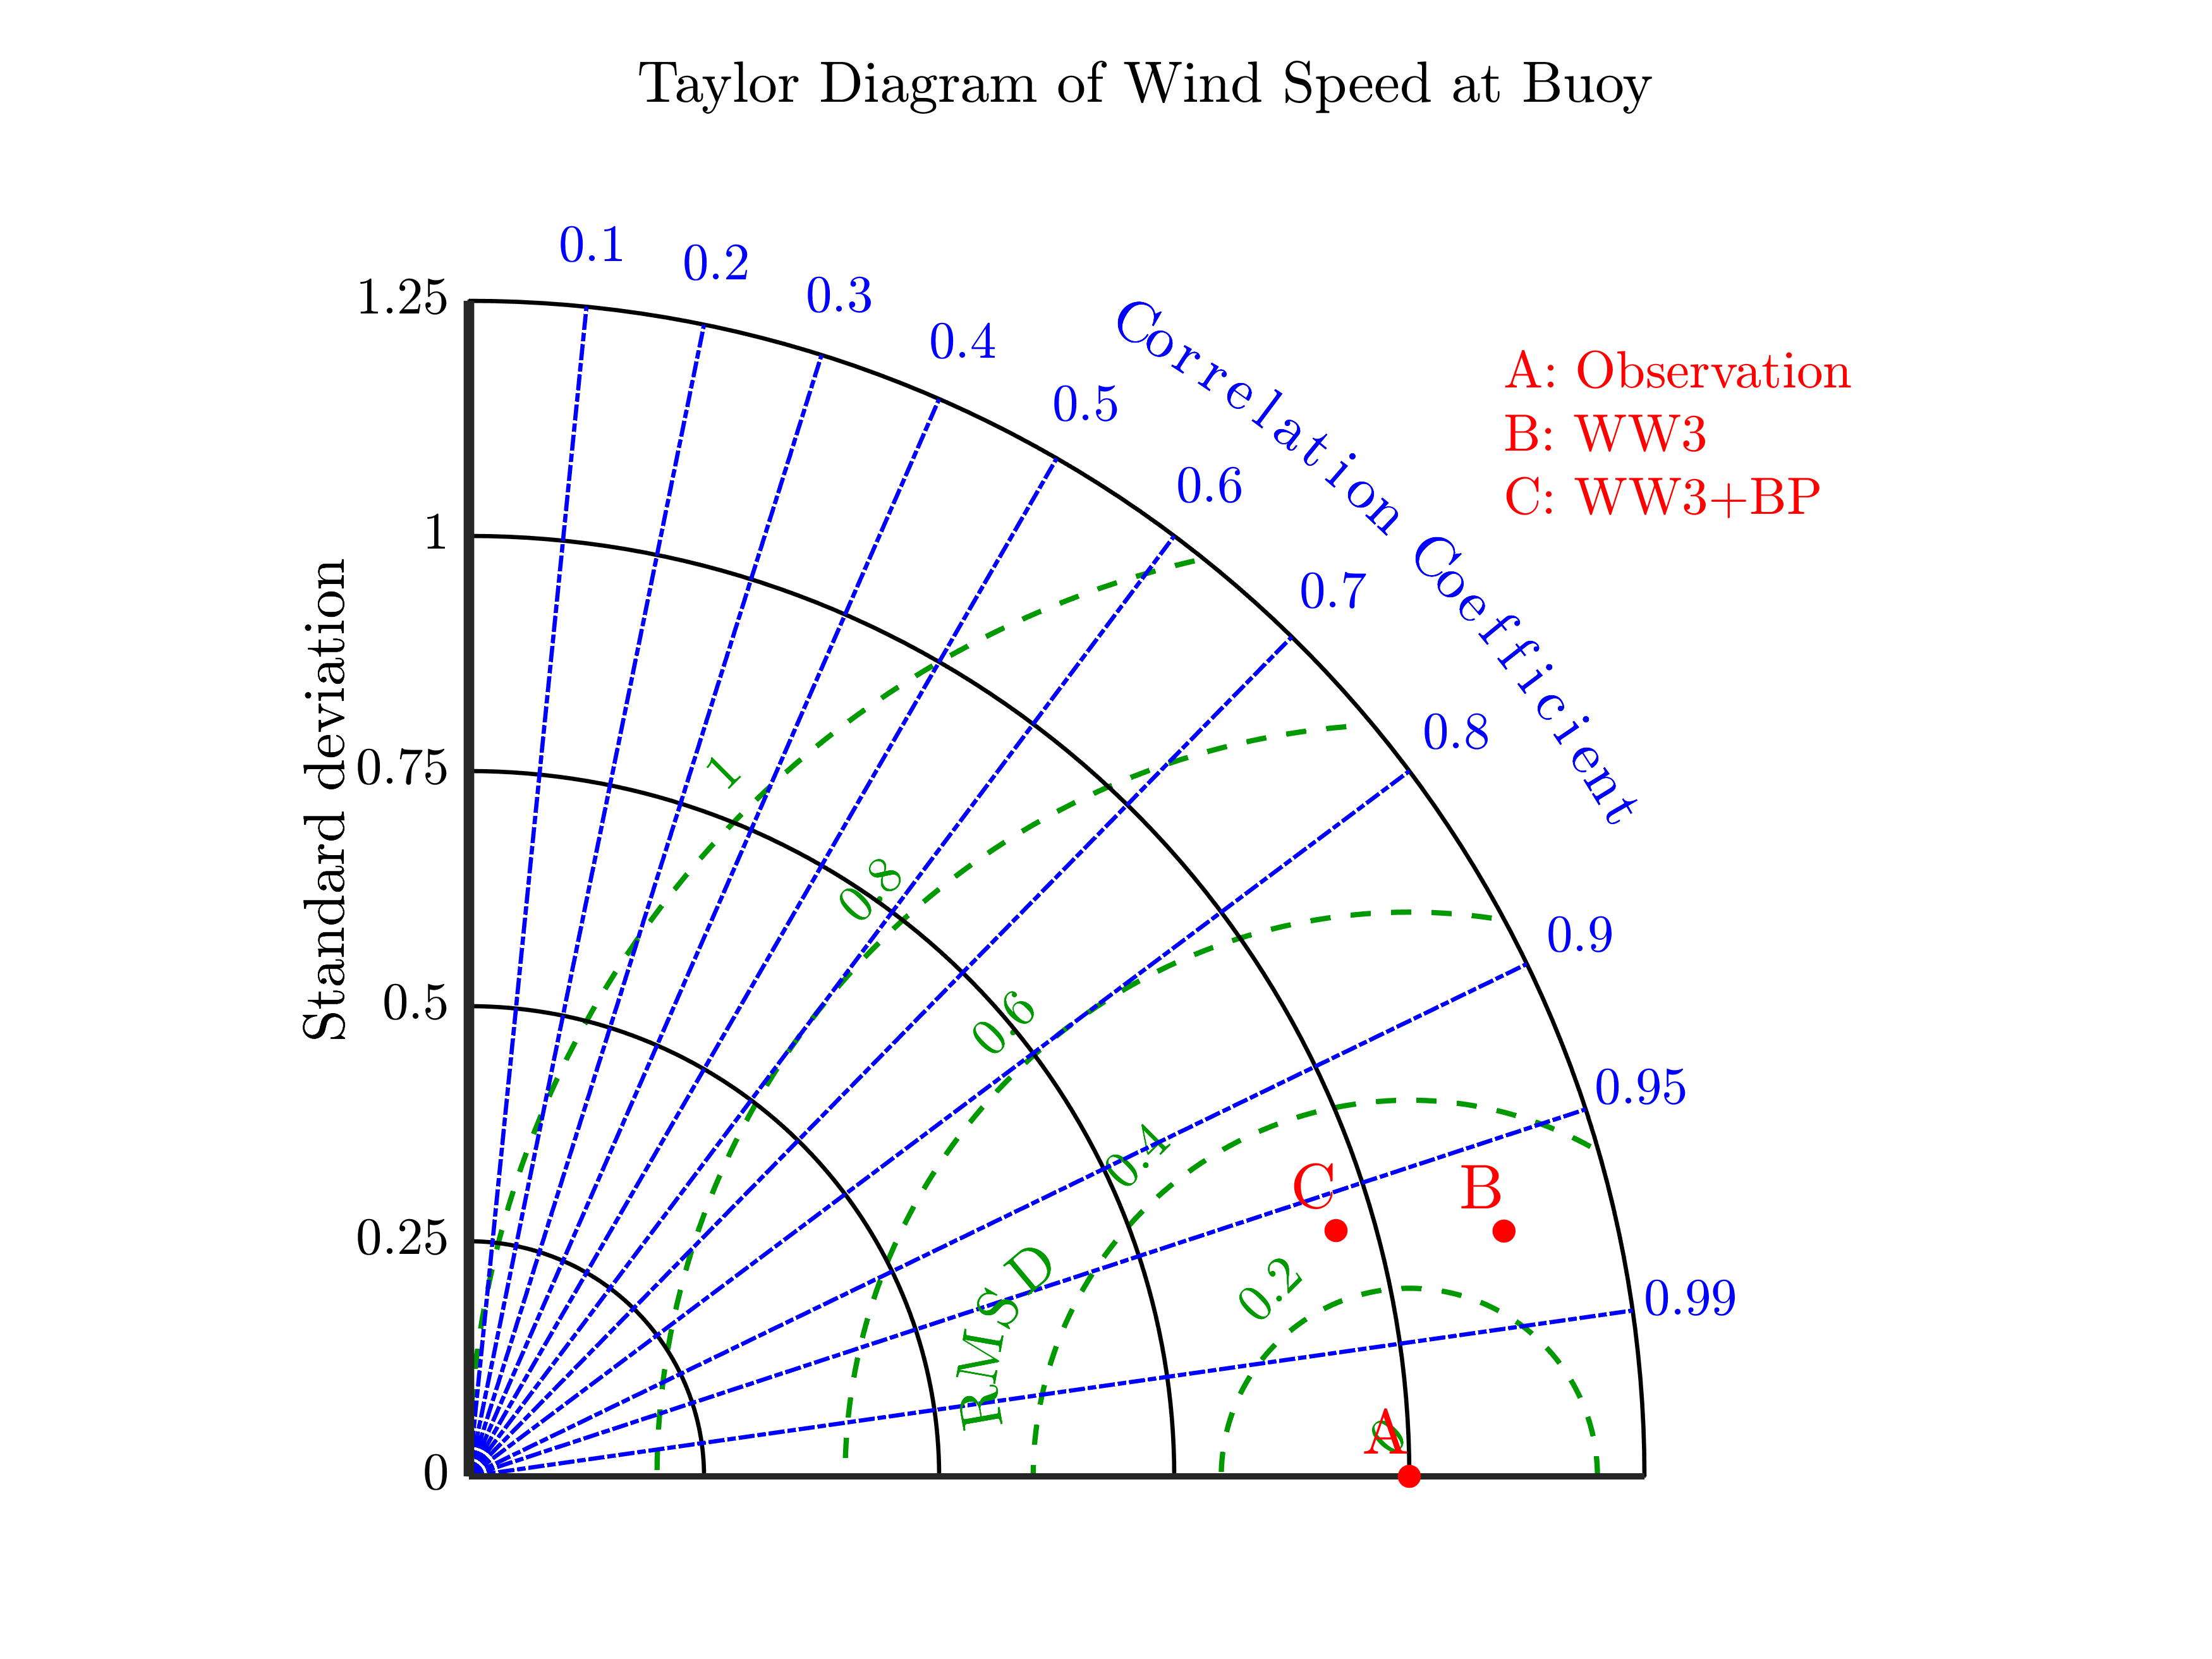 Taylor Diagram of Wind Speed at Buoy
0.1
0.2
0.3
0.4
0.5
0.6
0.7
0.8
0.9
0.95
0.99
Correlation Coefficient
A: Observation
B: WW3
C: WW3+BP
1.25
1
0.75
0.5
0.25
0
Standard deviation
1
0.8
0.6
0.4
0.2
0
RMSD
C
B
A